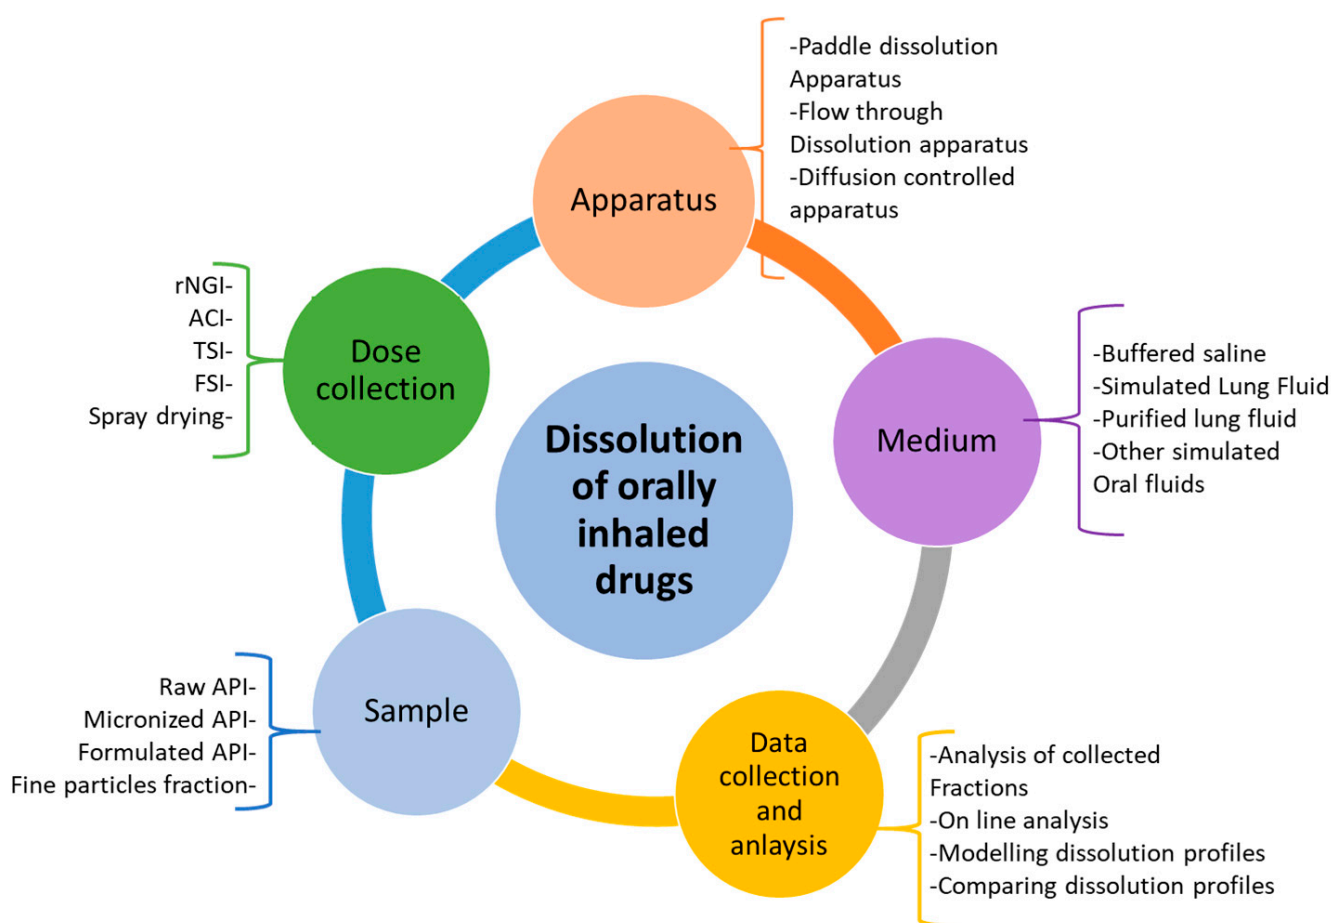 -Paddle dissolution
Apparatus
-Flow through
Dissolution apparatus
-Diffusion controlled
apparatus
Apparatus
rNGI-
ACI-
TSI-
FSI-
Spray drying-
Dose
collection
-Buffered saline
-Simulated Lung Fluid
-Purified lung fluid
-Other simulated
Oral fluids
Medium
Dissolution
of orally
inhaled
drugs
Raw API-
Micronized API-
Formulated API-
Fine particles fraction-
Sample
Data
collection
and
anlaysis
-Analysis of collected
Fractions
-On line analysis
-Modelling dissolution profiles
-Comparing dissolution profiles